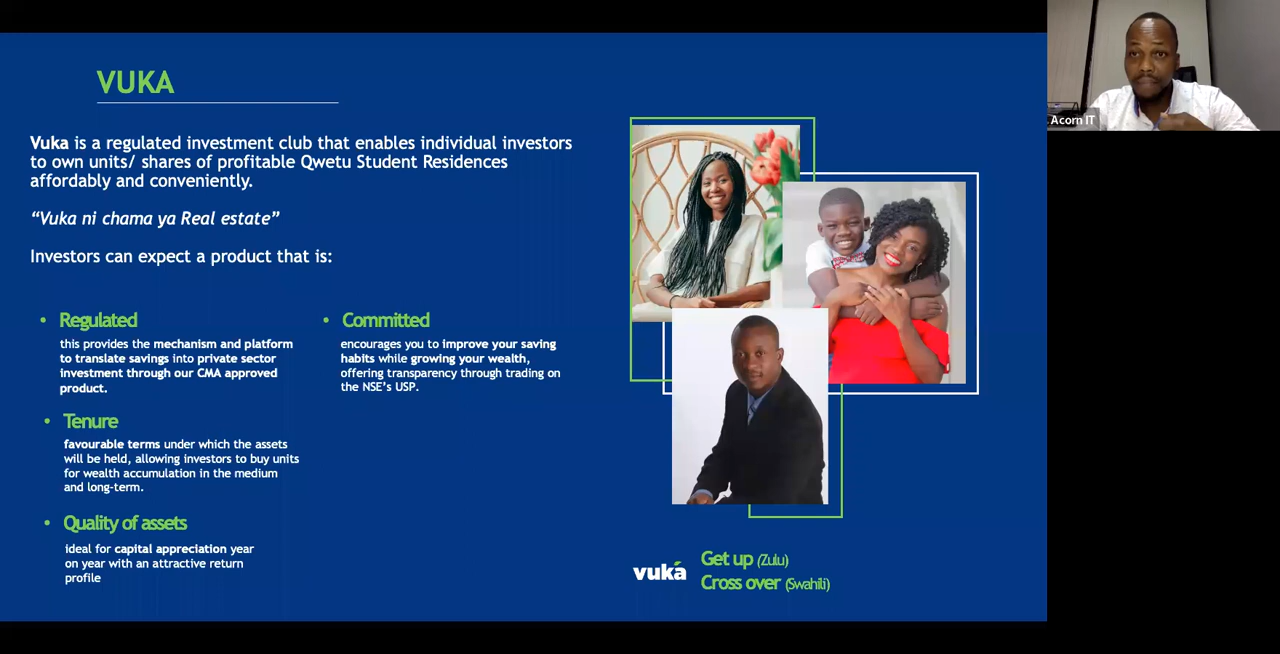 VUKA
Vuka is a regulated investment club that enables individual investors
to own units/ shares of profitable Qwetu Student Residences
affordably and conveniently.
“Vuka ni chama ya Real estate”
Investors can expect a product that is:
• Regulated
this provides the mechanism and platform
to translate savings into private sector
investment through our CMA approved
product.
• Tenure
favourable terms under which the assets
will be held, allowing investors to buy units
for wealth accumulation in the medium
and long-term.
• Quality of assets
ideal for capital appreciation year
on year with an attractive return
profile
• Committed
encourages you to improve your saving
habits while growing your wealth,
offering transparency through trading on
the NSE’s USP.
vuka
Get up (Zulu)
Cross over (Swahili)
Acorn IT